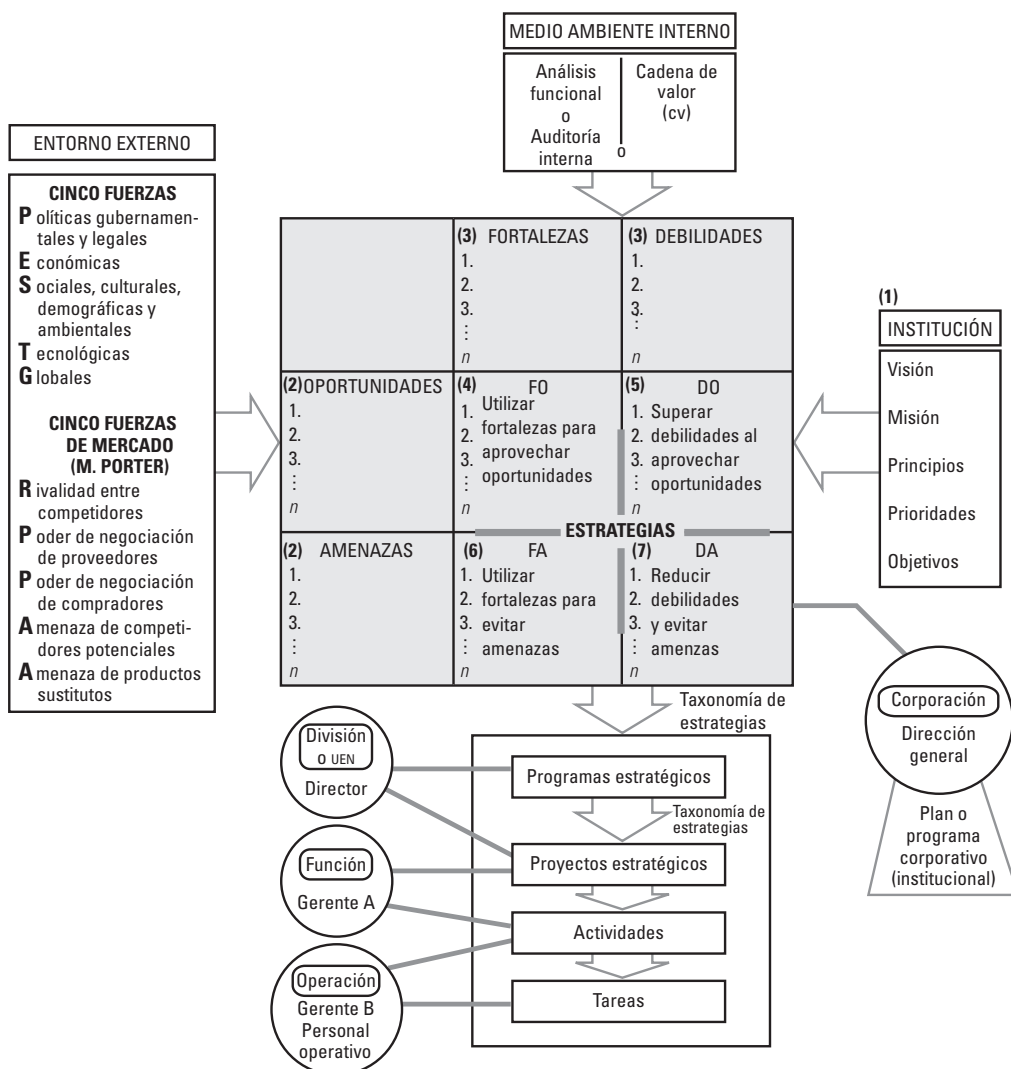 MEDIO AMBIENTE INTERNO
Análisis
funcional
o
Auditoría
interna
o
Cadena de
valor
(cv)
ENTORNO EXTERNO
CINCO FUERZAS
Políticas gubernamen-
tales y legales
Económicas
Sociales, culturales,
demográficas y
ambientales
Tecnológicas
Globales
CINCO FUERZAS
DE MERCADO
(M. PORTER)
Rivalidad entre
competidores
Poder de negociación
de proveedores
Poder de negociación
de compradores
Amenaza de competi-
dores potenciales
Amenaza de productos
sustitutos
(3) FORTALEZAS
1.
2.
3.
⋮
n
(3) DEBILIDADES
1.
2.
3.
⋮
n
(2) OPORTUNIDADES
1.
2.
3.
⋮
n
(4) FO
1. Utilizar
2. fortalezas para
3. aprovechar
⋮ oportunidades
n
(5) DO
1. Superar
2. debilidades al
3. aprovechar
⋮ oportunidades
n
ESTRATEGIAS
(2) AMENAZAS
1.
2.
3.
⋮
n
(6) FA
1. Utilizar
2. fortalezas para
3. evitar
⋮ amenazas
n
(7) DA
1. Reducir
2. debilidades
3. y evitar
⋮ amenzas
n
(1)
INSTITUCIÓN
Visión
Misión
Principios
Prioridades
Objetivos
Corporación
Dirección
general
Plan o
programa
corporativo
(institucional)
Taxonomía de
estrategias
División
o UEN
Director
Programas estratégicos
Taxonomía de
estrategias
Función
Gerente A
Proyectos estratégicos
Actividades
Operación
Gerente B
Personal
operativo
Tareas